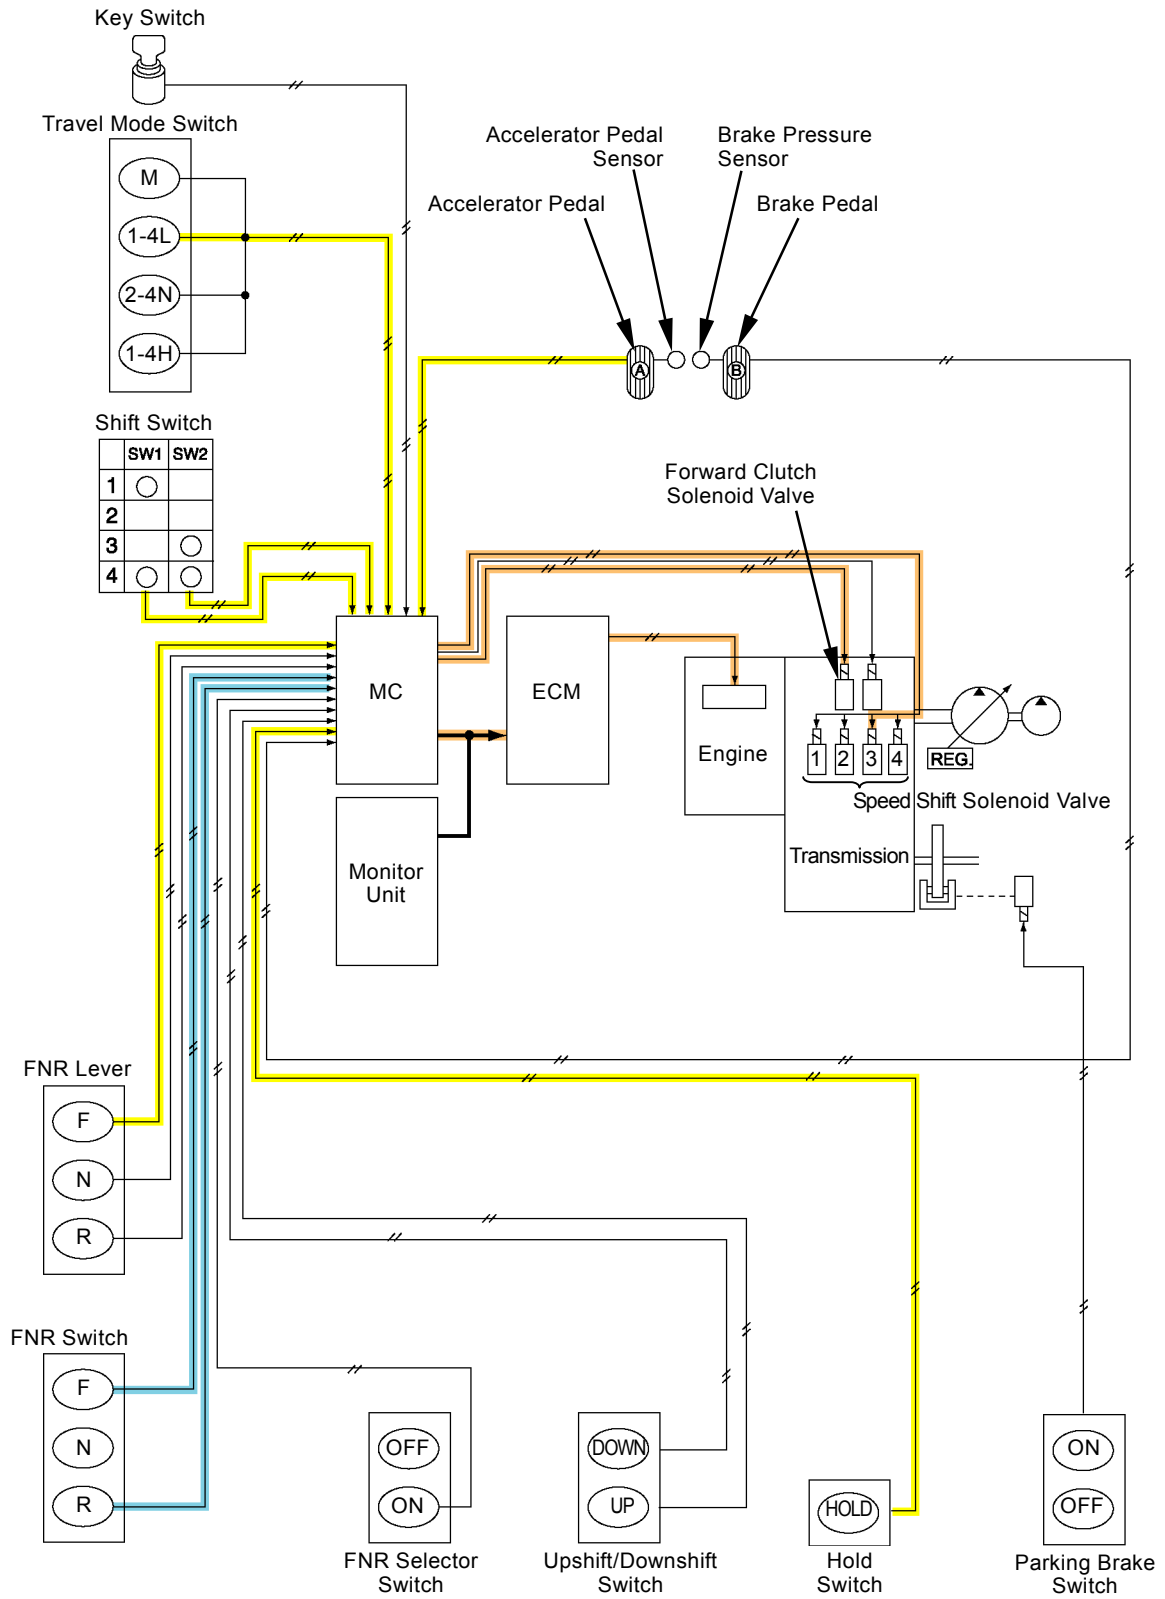 Key Switch
Travel Mode Switch
M
1-4L
2-4N
1-4H
Accelerator Pedal
Sensor
Brake Pressure
Sensor
Accelerator Pedal
Brake Pedal
A
B
Shift Switch
SW1 SW2
1
2
3
4
Forward Clutch
Solenoid Valve
MC
ECM
Engine
1 2 3 4
REG.
Speed Shift Solenoid Valve
Transmission
Monitor
Unit
FNR Lever
F
N
R
FNR Switch
F
N
R
OFF
ON
FNR Selector
Switch
DOWN
UP
Upshift/Downshift
Switch
HOLD
Hold
Switch
ON
OFF
Parking Brake
Switch